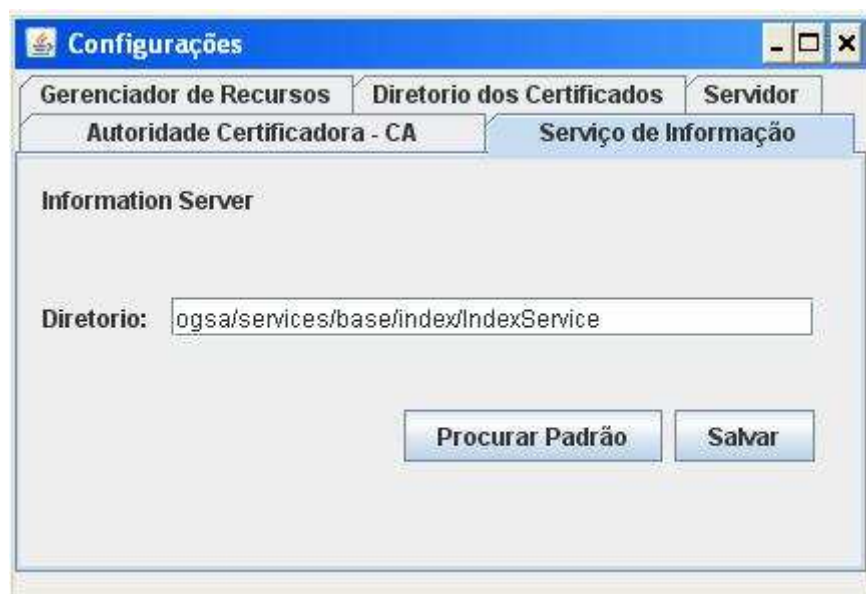 Configurações
Gerenciador de Recursos Diretorio dos Certificados Servidor
Autoridade Certificadora - CA Serviço de Informação
Information Server
Diretorio: ogsa/services/base/index/IndexService
Procurar Padrão Salvar